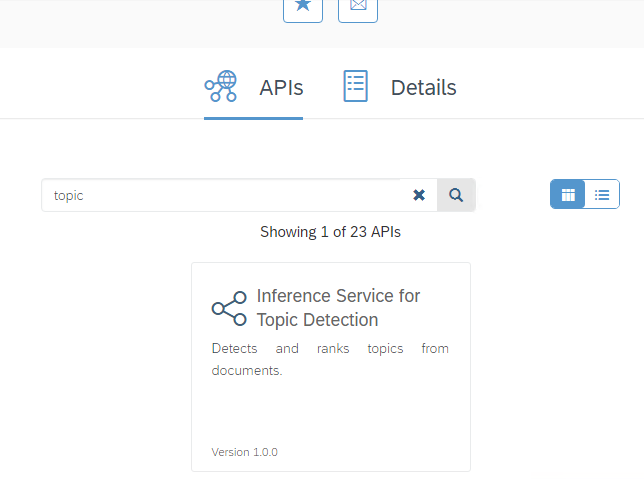 APIs Details
topic
Showing 1 of 23 APIs
Inference Service for
Topic Detection
Detects and ranks topics from
documents.
Version 1.0.0